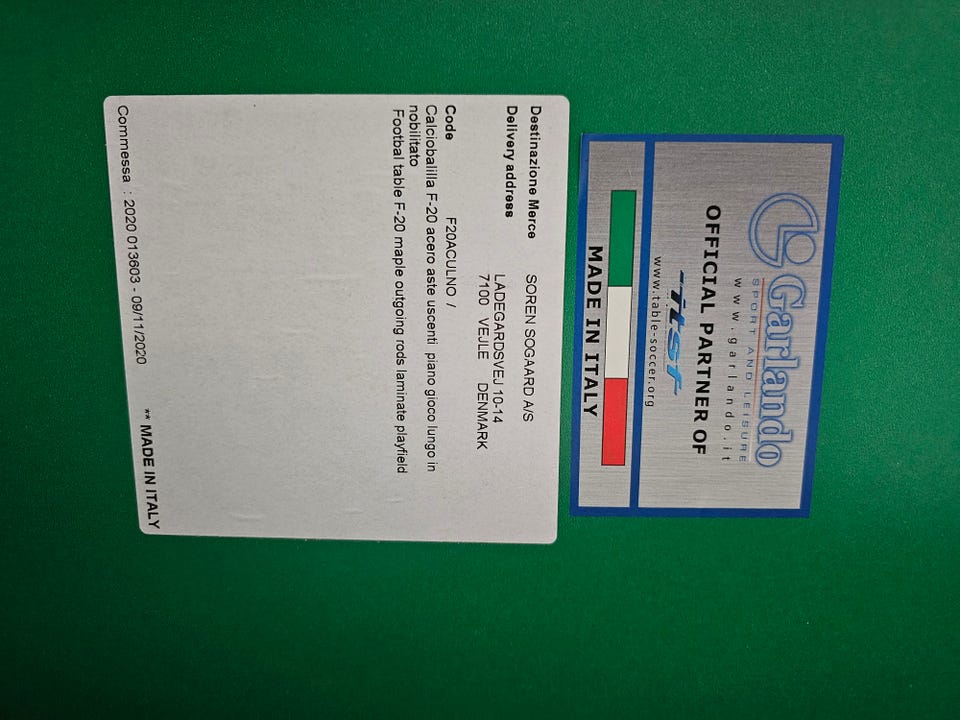 Garlando
SPORT AND LEISURE
www.garlando.it
OFFICIAL PARTNER OF
itsf
www.table-soccer.org
MADE IN ITALY
Destinazione Merce SOREN SOGAARD A/S
Delivery address
LADEGARDSVEJ 10-14
7100 VEJLE DENMARK
Code F20ACULNO /
Calciobalilla F-20 acero aste uscenti piano gioco lungo in
nobilitato
Footbal table F-20 maple outgoing rods laminate playfield
Commessa : 2020 013603 - 09/11/2020 ** MADE IN ITALY